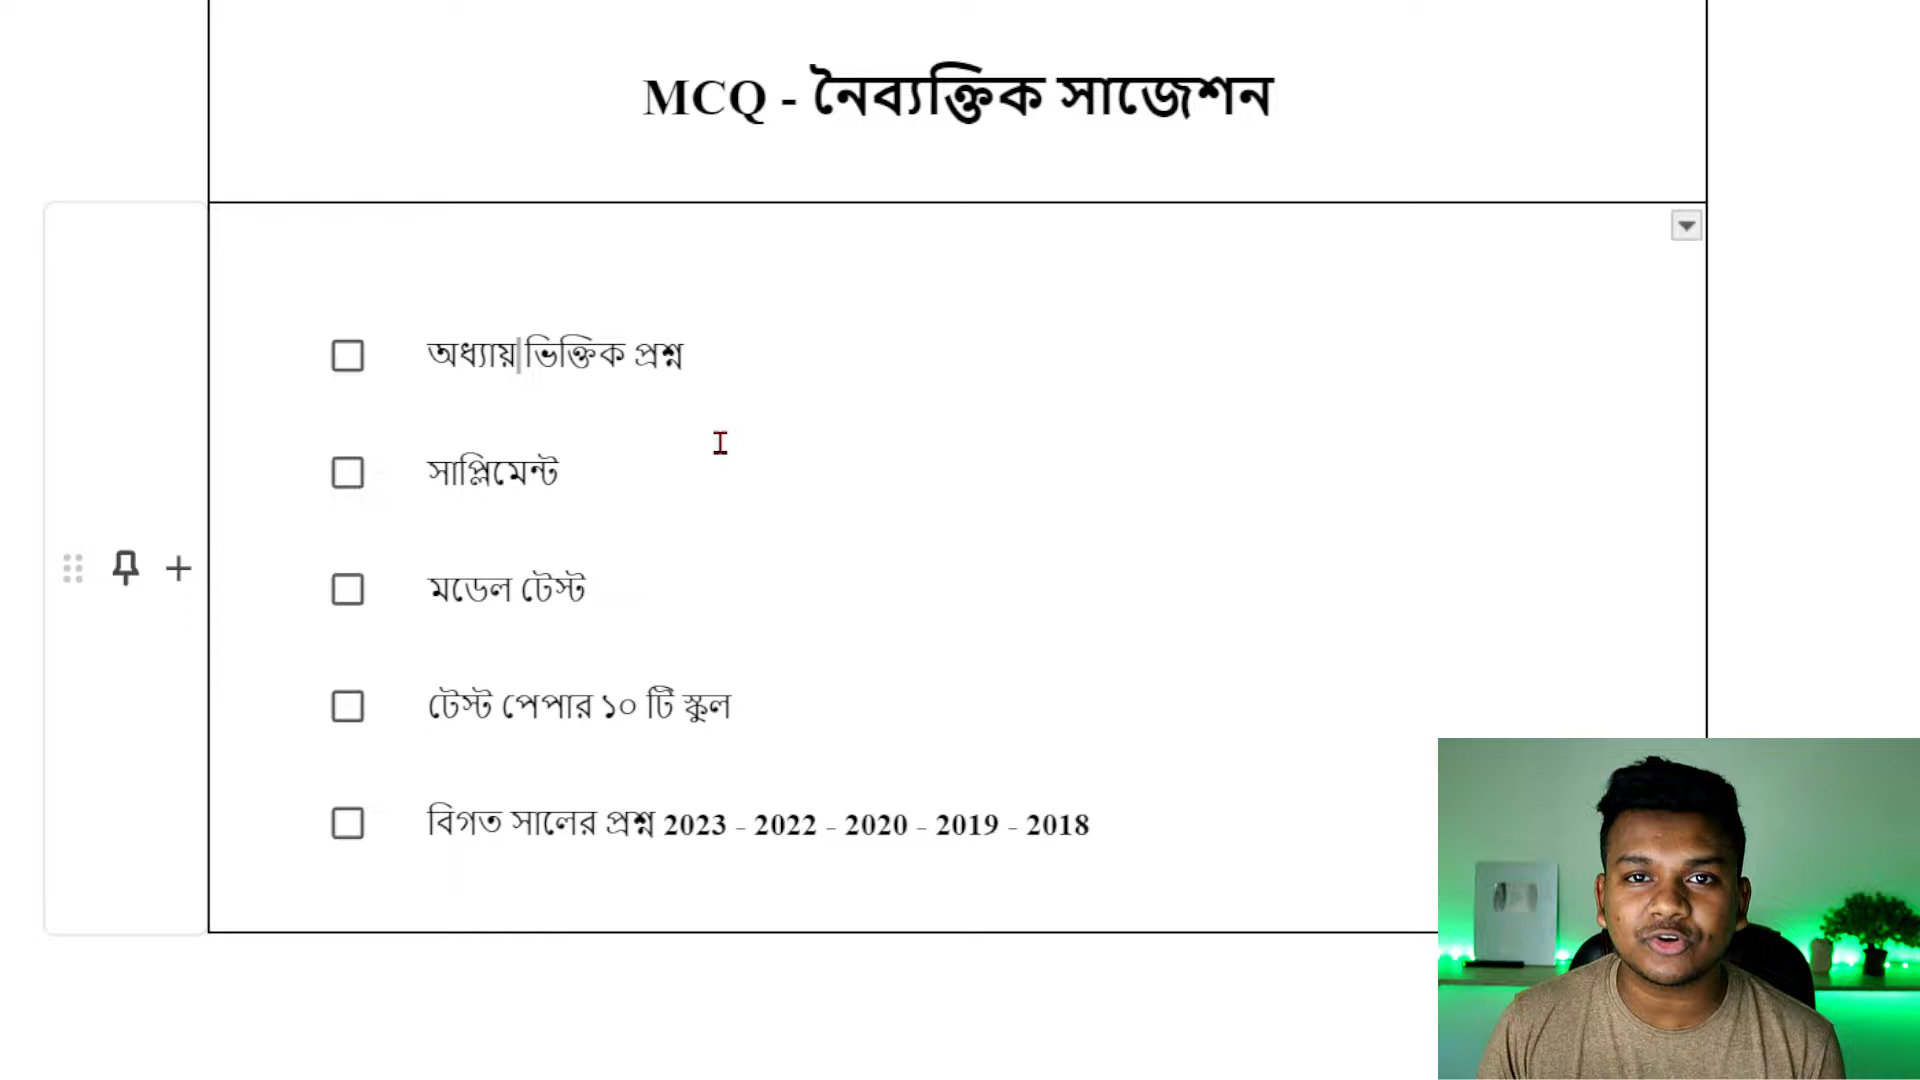 MCQ - নৈব্যক্তিক সাজেশন
অধ্যায় ভিক্তিক প্রশ্ন
সাপ্লিমেন্ট
মডেল টেস্ট
টেস্ট পেপার ১০ টি স্কুল
বিগত সালের প্রশ্ন 2023 - 2022 - 2020 - 2019 - 2018